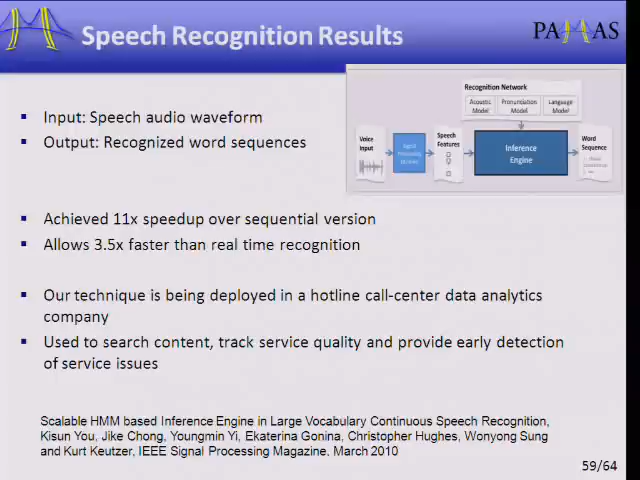 Speech Recognition Results
PA AS
Input: Speech audio waveform
Output: Recognized word sequences
Recognition Network
Acoustic Model
Pronunciation Model
Language Model
Voice Input
Speech Features
Inference Engine
Word Sequence
Achieved 11x speedup over sequential version
Allows 3.5x faster than real time recognition
Our technique is being deployed in a hotline call-center data analytics
company
Used to search content, track service quality and provide early detection
of service issues
Scalable HMM based Inference Engine in Large Vocabulary Continuous Speech Recognition,
Kisun You, Jike Chong, Youngmin Yi, Ekaterina Gonina, Christopher Hughes, Wonyong Sung
and Kurt Keutzer, IEEE Signal Processing Magazine, March 2010
59/64